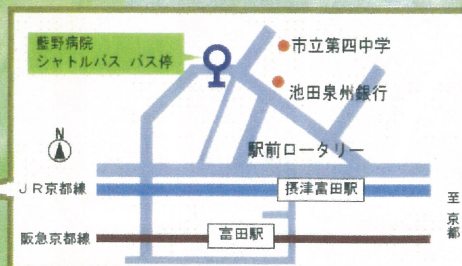 藍野病院
シャトルバス バス停
市立第四中学
池田泉州銀行
駅前ロータリー
N
JR京都線
摂津富田駅
至
京都
阪急京都線
富田駅